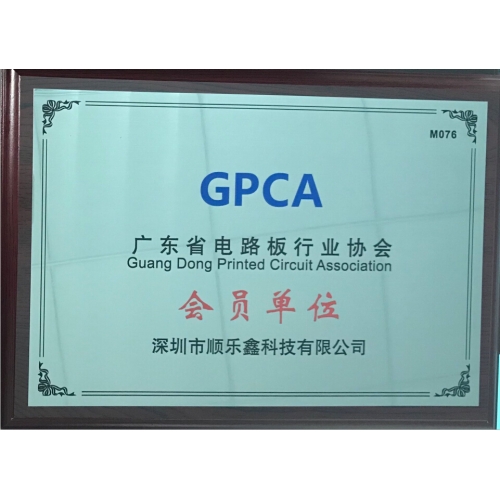 M076
GPCA
广东省电路板行业协会
Guang Dong Printed Circuit Association
会员单位
深圳市顺乐鑫科技有限公司